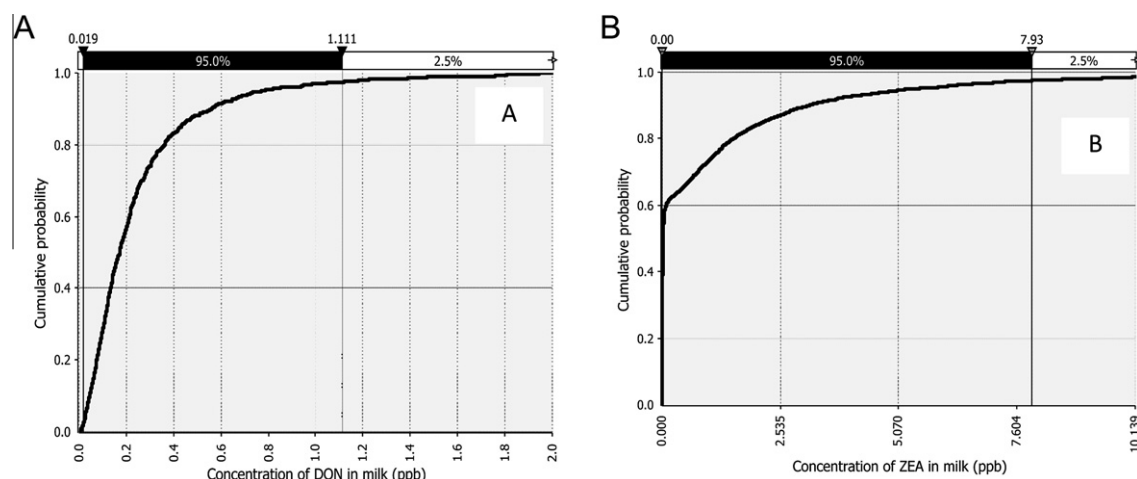 A
0.019 1.111
95.0% 2.5%
1.0
0.8
0.6
0.4
0.2
0.0
Cumulative probability
A
0.0 0.2 0.4 0.6 0.8 1.0 1.2 1.4 1.6 1.8 2.0
Concentration of DON in milk (ppb)
B
0.00 7.93
95.0% 2.5%
1.0
0.8
0.6
0.4
0.2
0.0
Cumulative probability
B
0.000 2.535 5.070 7.604 10.139
Concentration of ZEA in milk (ppb)